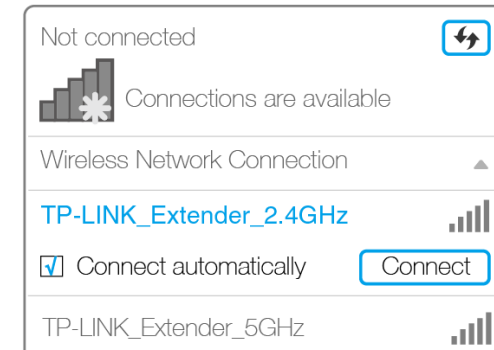 Not connected
Connections are available
Wireless Network Connection
TP-LINK_Extender_2.4GHz
Connect automatically Connect
TP-LINK_Extender_5GHz